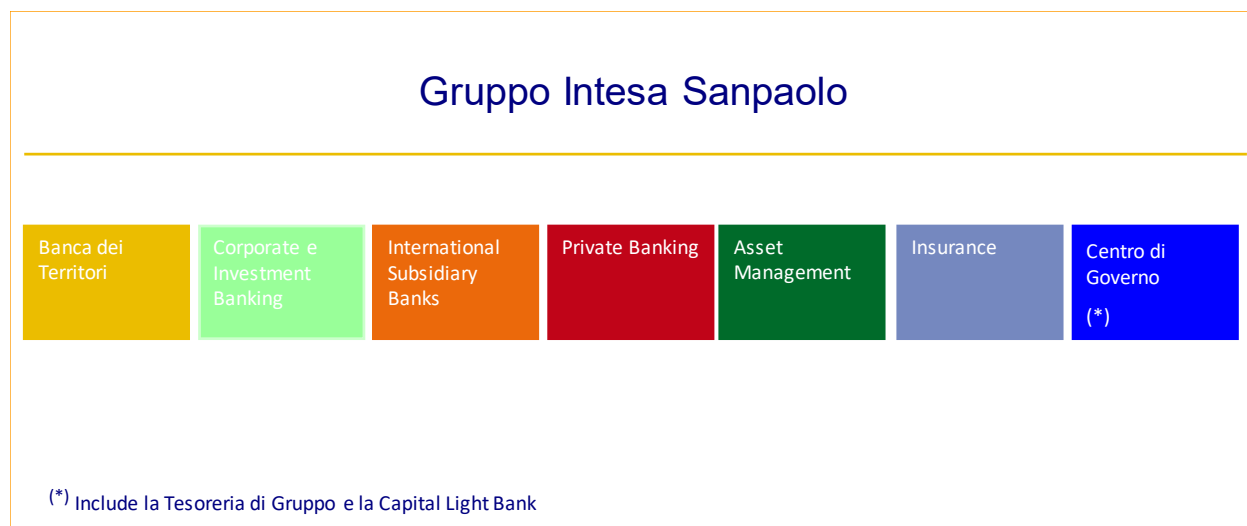 Gruppo Intesa Sanpaolo
Banca dei
Territori
Corporate e
Investment
Banking
International
Subsidiary
Banks
Private Banking
Asset
Management
Insurance
Centro di
Governo
(*)
(*) Include la Tesoreria di Gruppo e la Capital Light Bank